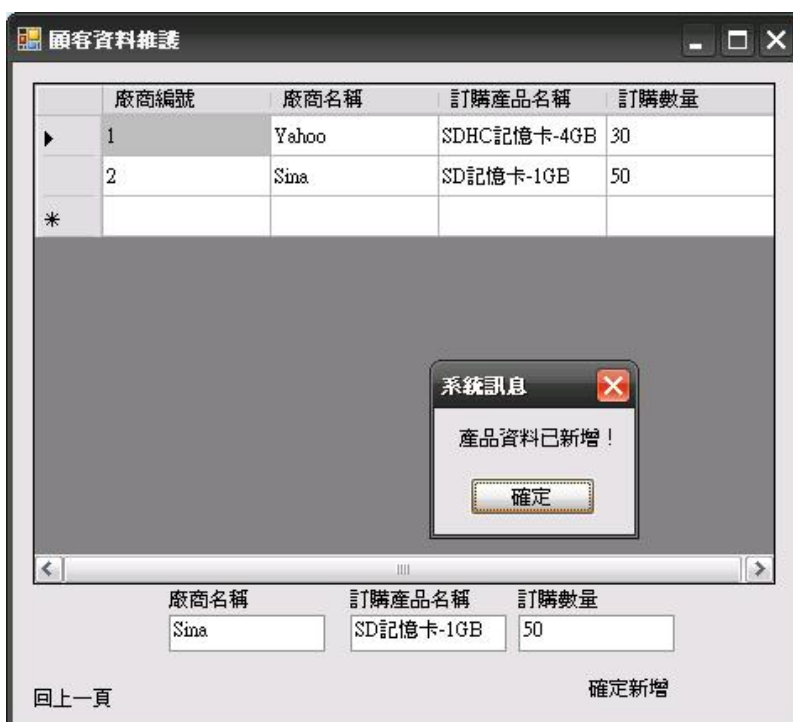 顧客資料維護
廠商編號 廠商名稱 訂購產品名稱 訂購數量
1 Yahoo SDHC記憶卡-4GB 30
2 Sina SD記憶卡-1GB 50
系統訊息
產品資料已新增！
確定
廠商名稱 訂購產品名稱 訂購數量
Sina SD記憶卡-1GB 50
確定新增
回上一頁